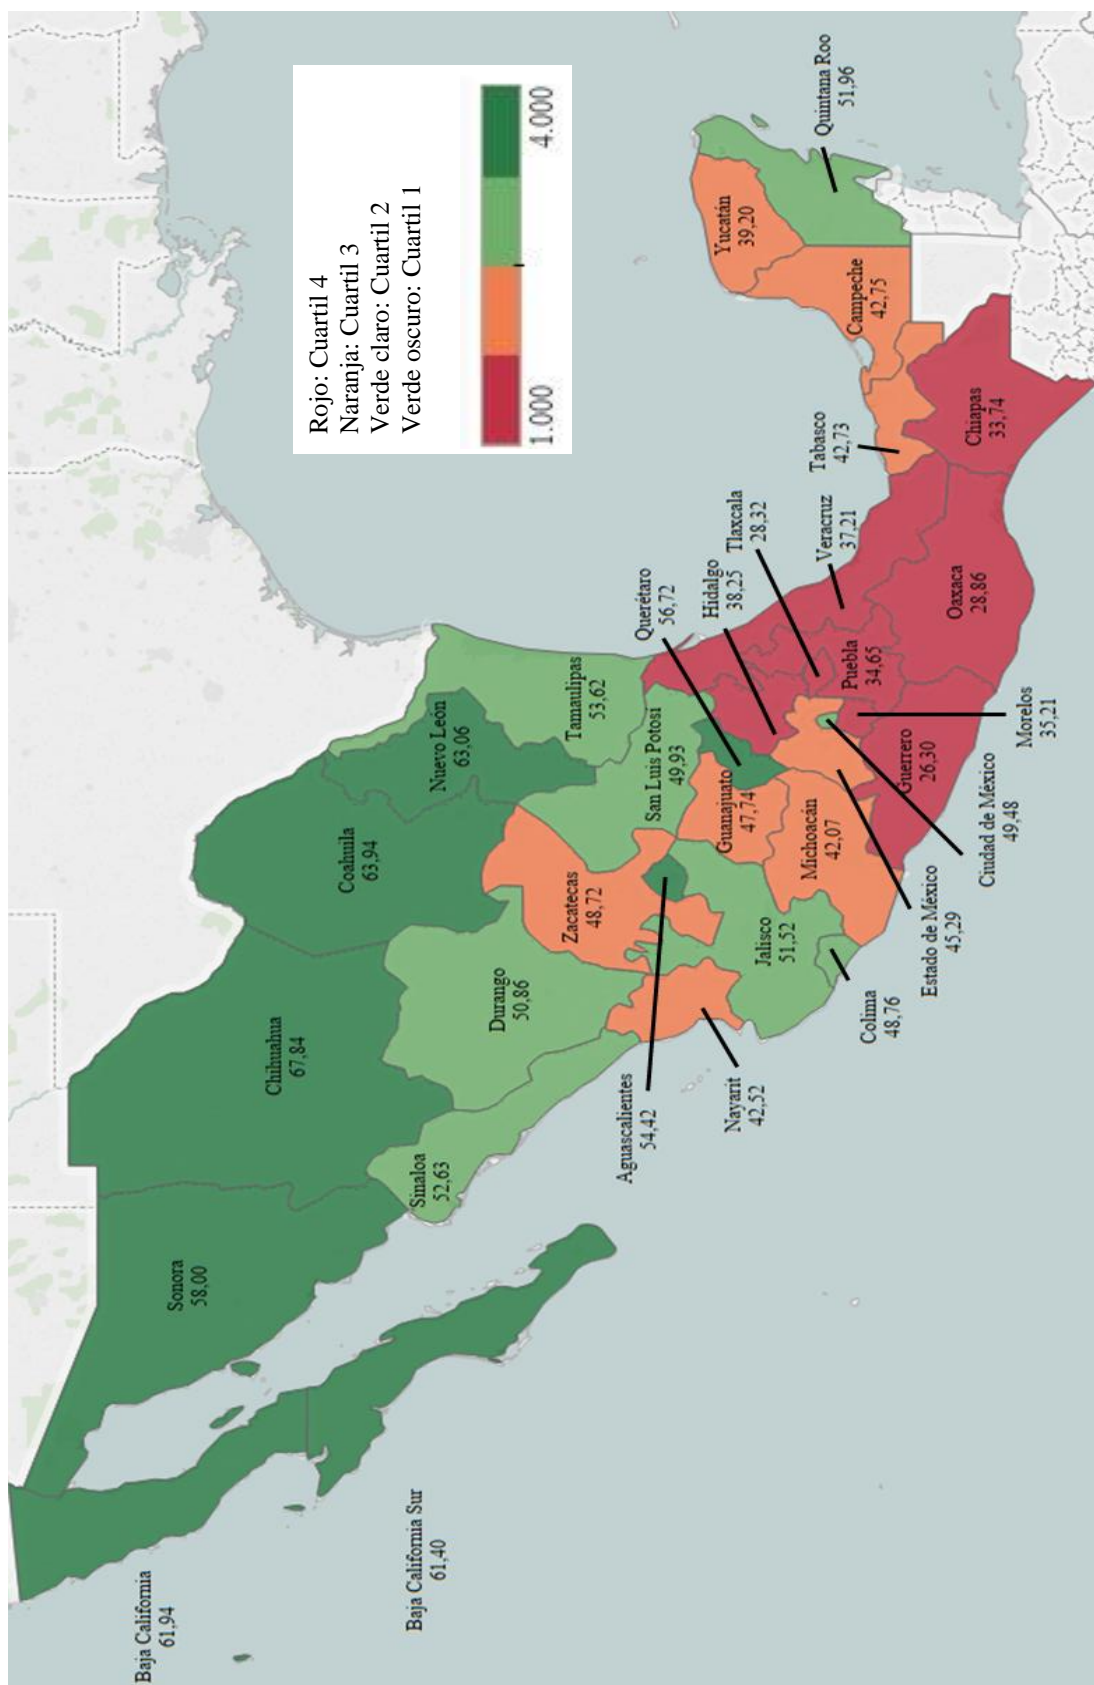 Rojo: Cuartil 4
Naranja: Cuartil 3
Verde claro: Cuartil 2
Verde oscuro: Cuartil 1
1.000
4.000
Baja California
61,94
Baja California Sur
61,40
Sonora
58,00
Chihuahua
67,84
Coahuila
63,94
Nuevo León
63,06
Tamaulipas
53,62
Sinaloa
52,63
Durango
50,86
Zacatecas
48,72
San Luis Potosí
49,93
Aguascalientes
54,42
Nayarit
42,52
Jalisco
51,52
Colima
48,76
Guanajuato
47,74
Michoacán
42,07
Querétaro
56,72
Hidalgo
38,25
Tlaxcala
28,32
Veracruz
37,21
Puebla
34,65
Estado de México
45,29
Ciudad de México
49,48
Morelos
35,21
Guerrero
26,30
Oaxaca
28,86
Tabasco
42,73
Chiapas
33,74
Campeche
42,75
Yucatán
39,20
Quintana Roo
51,96